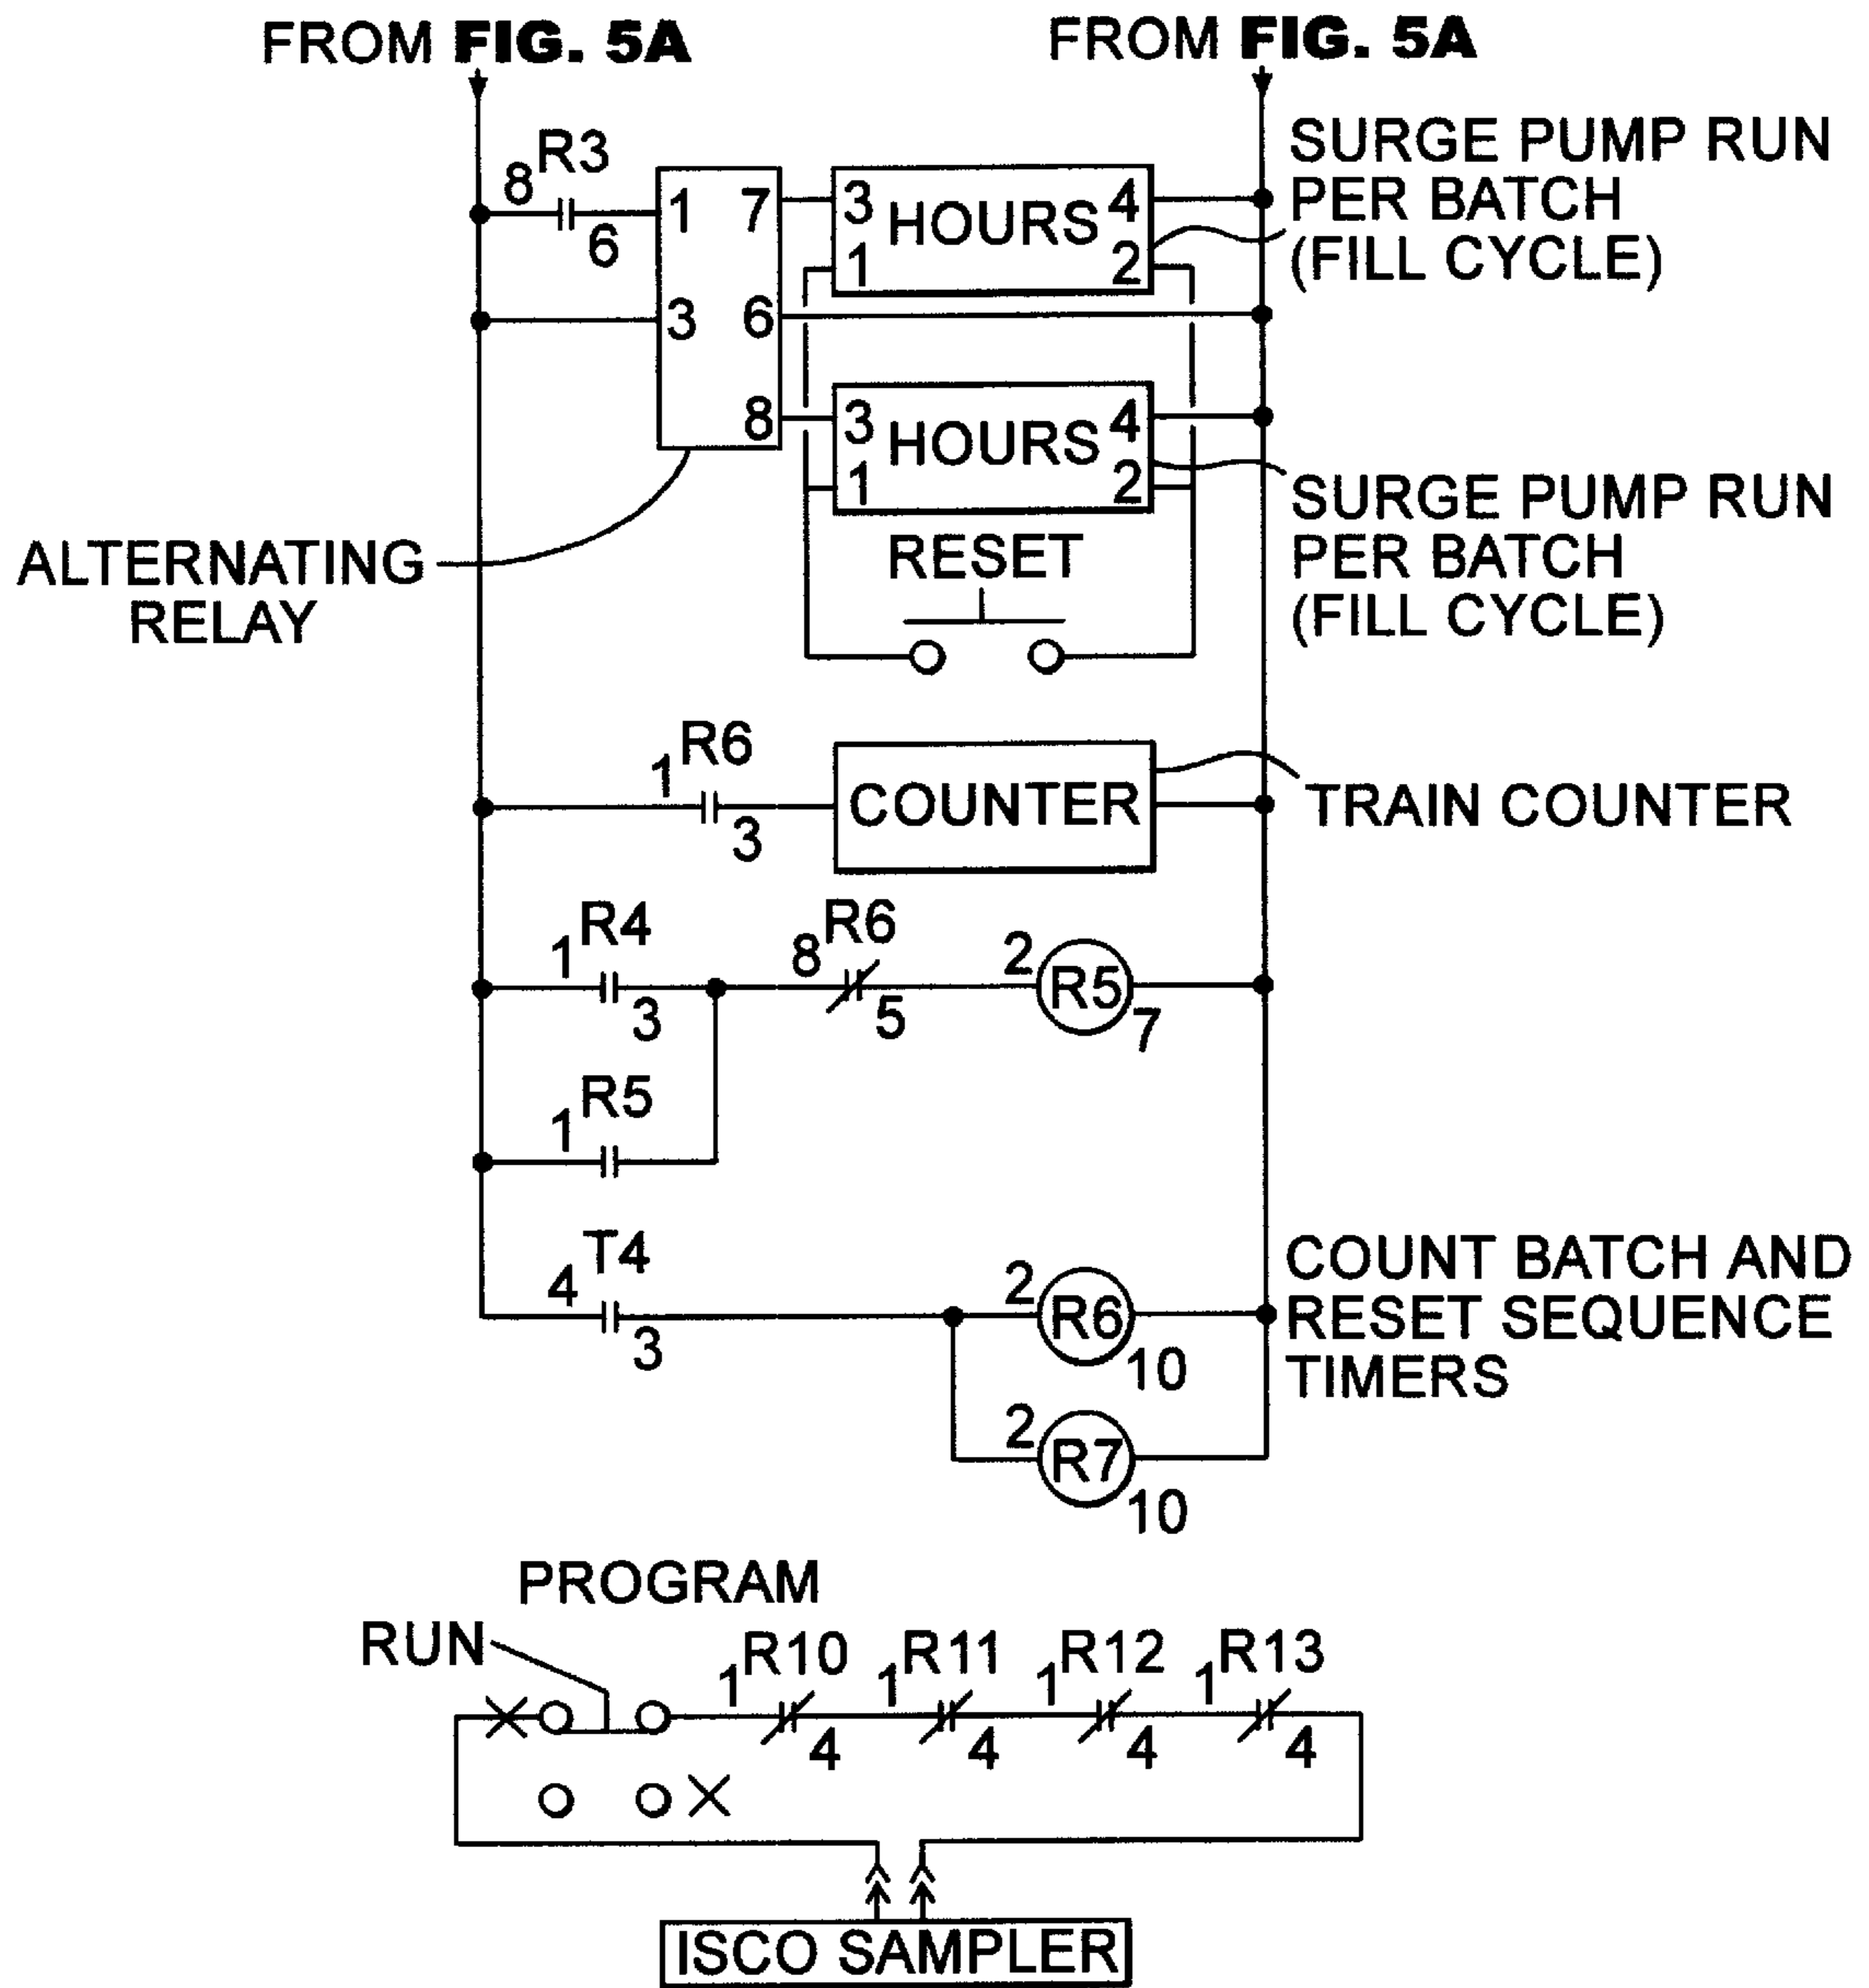 FROM FIG. 5A
FROM FIG. 5A
R3
8
6
1
7
3
6
8
3
HOURS
4
1
2
SURGE PUMP RUN
PER BATCH
(FILL CYCLE)
3
HOURS
4
1
2
SURGE PUMP RUN
PER BATCH
(FILL CYCLE)
ALTERNATING
RELAY
RESET
R6
1
3
COUNTER
TRAIN COUNTER
R4
1
3
R6
8
5
2
R5
7
R5
1
T4
4
3
2
R6
10
COUNT BATCH AND
RESET SEQUENCE
TIMERS
2
R7
10
PROGRAM
RUN
R10
1
4
R11
1
4
R12
1
4
R13
1
4
ISCO SAMPLER